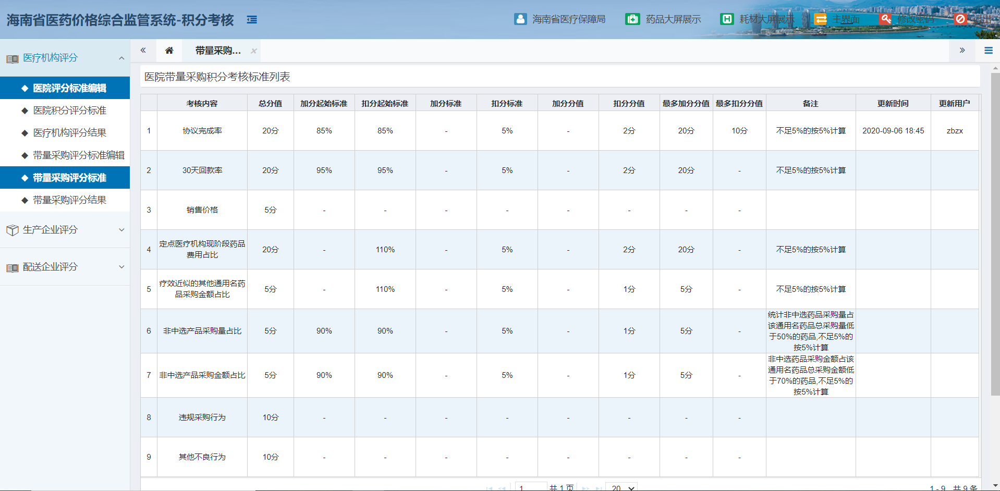 海南省医药价格综合监管系统-积分考核
海南省医疗保障局 药品大屏展示 耗材大屏展示 主界面 修改密码 退出
医疗机构评分
医院评分标准编辑
医院积分评分标准
医疗机构评分结果
带量采购评分标准编辑
带量采购评分标准
带量采购评分结果
生产企业评分
配送企业评分
带量采购...
医院带量采购积分考核标准列表
考核内容 总分值 加分起始标准 扣分起始标准 加分标准 扣分标准 加分分值 扣分分值 最多加分分值 最多扣分分值 备注 更新时间 更新用户
1 协议完成率 20分 85% 85% - 5% - 2分 20分 10分 不足5%的按5%计算 2020-09-06 18:45 zbzx
2 30天回款率 20分 95% 95% - 5% - 2分 20分 - 不足5%的按5%计算
3 销售价格 5分 - - - - - - - -
4 定点医疗机构现阶段药品
费用占比 20分 - 110% - 5% - 2分 20分 - 不足5%的按5%计算
5 疗效近似的其他通用名药
品采购金额占比 5分 - 110% - 5% - 1分 5分 - 不足5%的按5%计算
6 非中选产品采购量占比 5分 90% 90% - 5% - 1分 5分 - 统计非中选药品采购量占
该通用名药品总采购量低
于50%的药品,不足5%的
按5%计算
7 非中选产品采购金额占比 5分 90% 90% - 5% - 1分 5分 - 非中选药品采购金额占该
通用名药品总采购金额低
于70%的药品,不足5%的
按5%计算
8 违规采购行为 10分 - - - - - - - -
9 其他不良行为 10分 - - - - - - - -
1 共 1 页 20 1 - 9 共 9 条